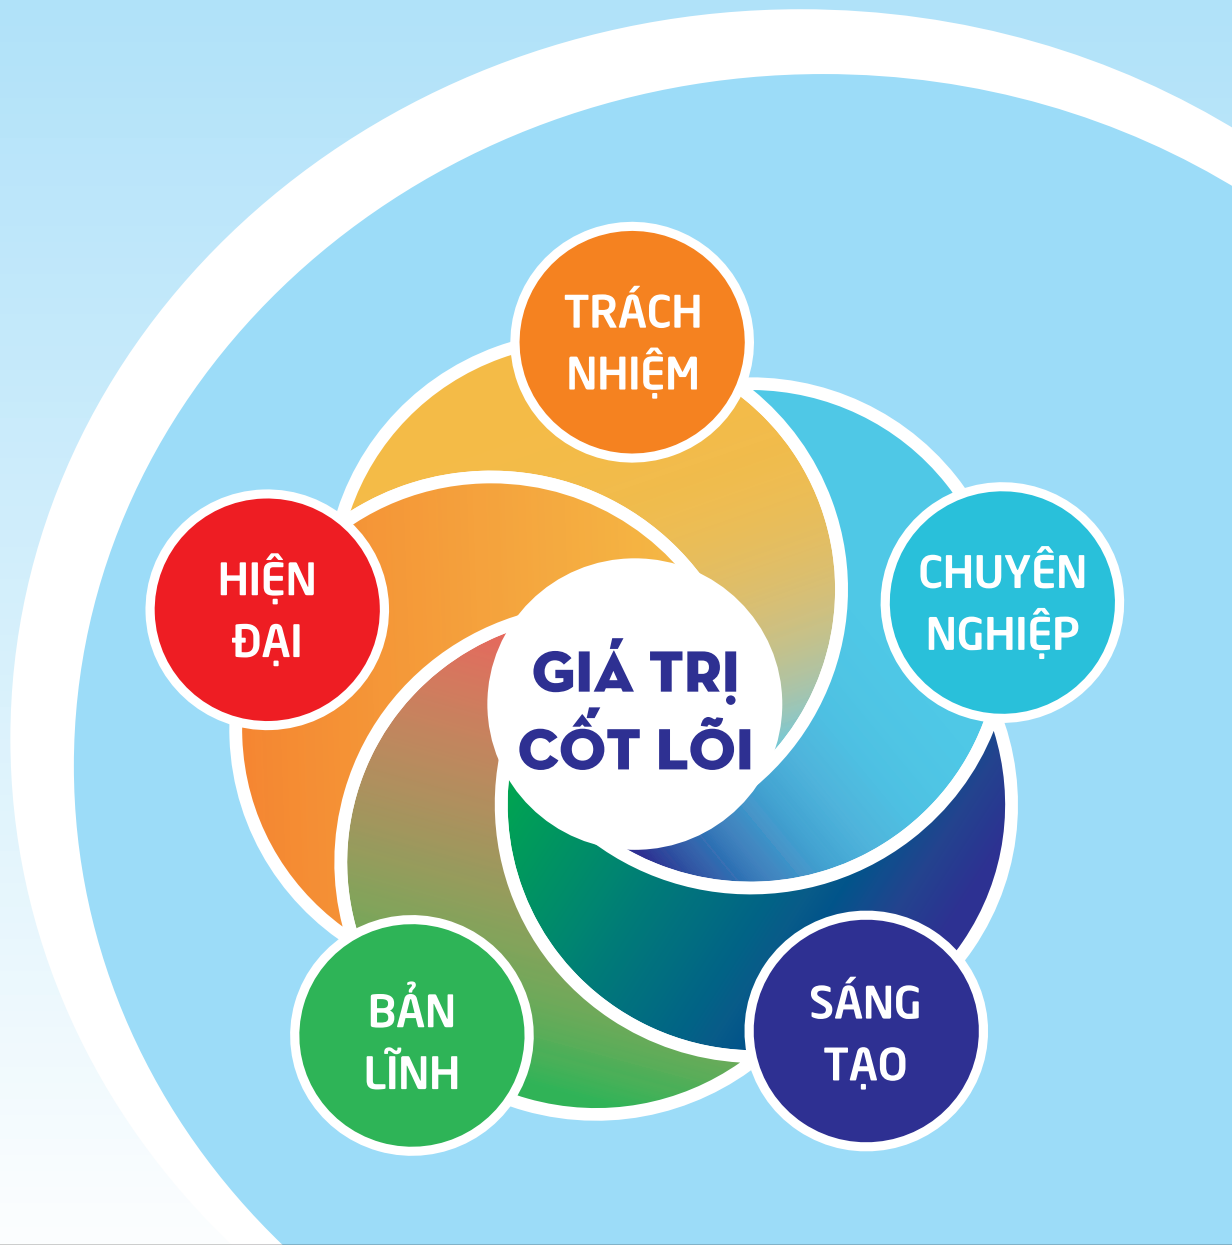 TRÁCH
NHIỆM
CHUYÊN
NGHIỆP
HIỆN
ĐẠI
GIÁ TRỊ
CỐT LÕI
BẢN
LĨNH
SÁNG
TẠO